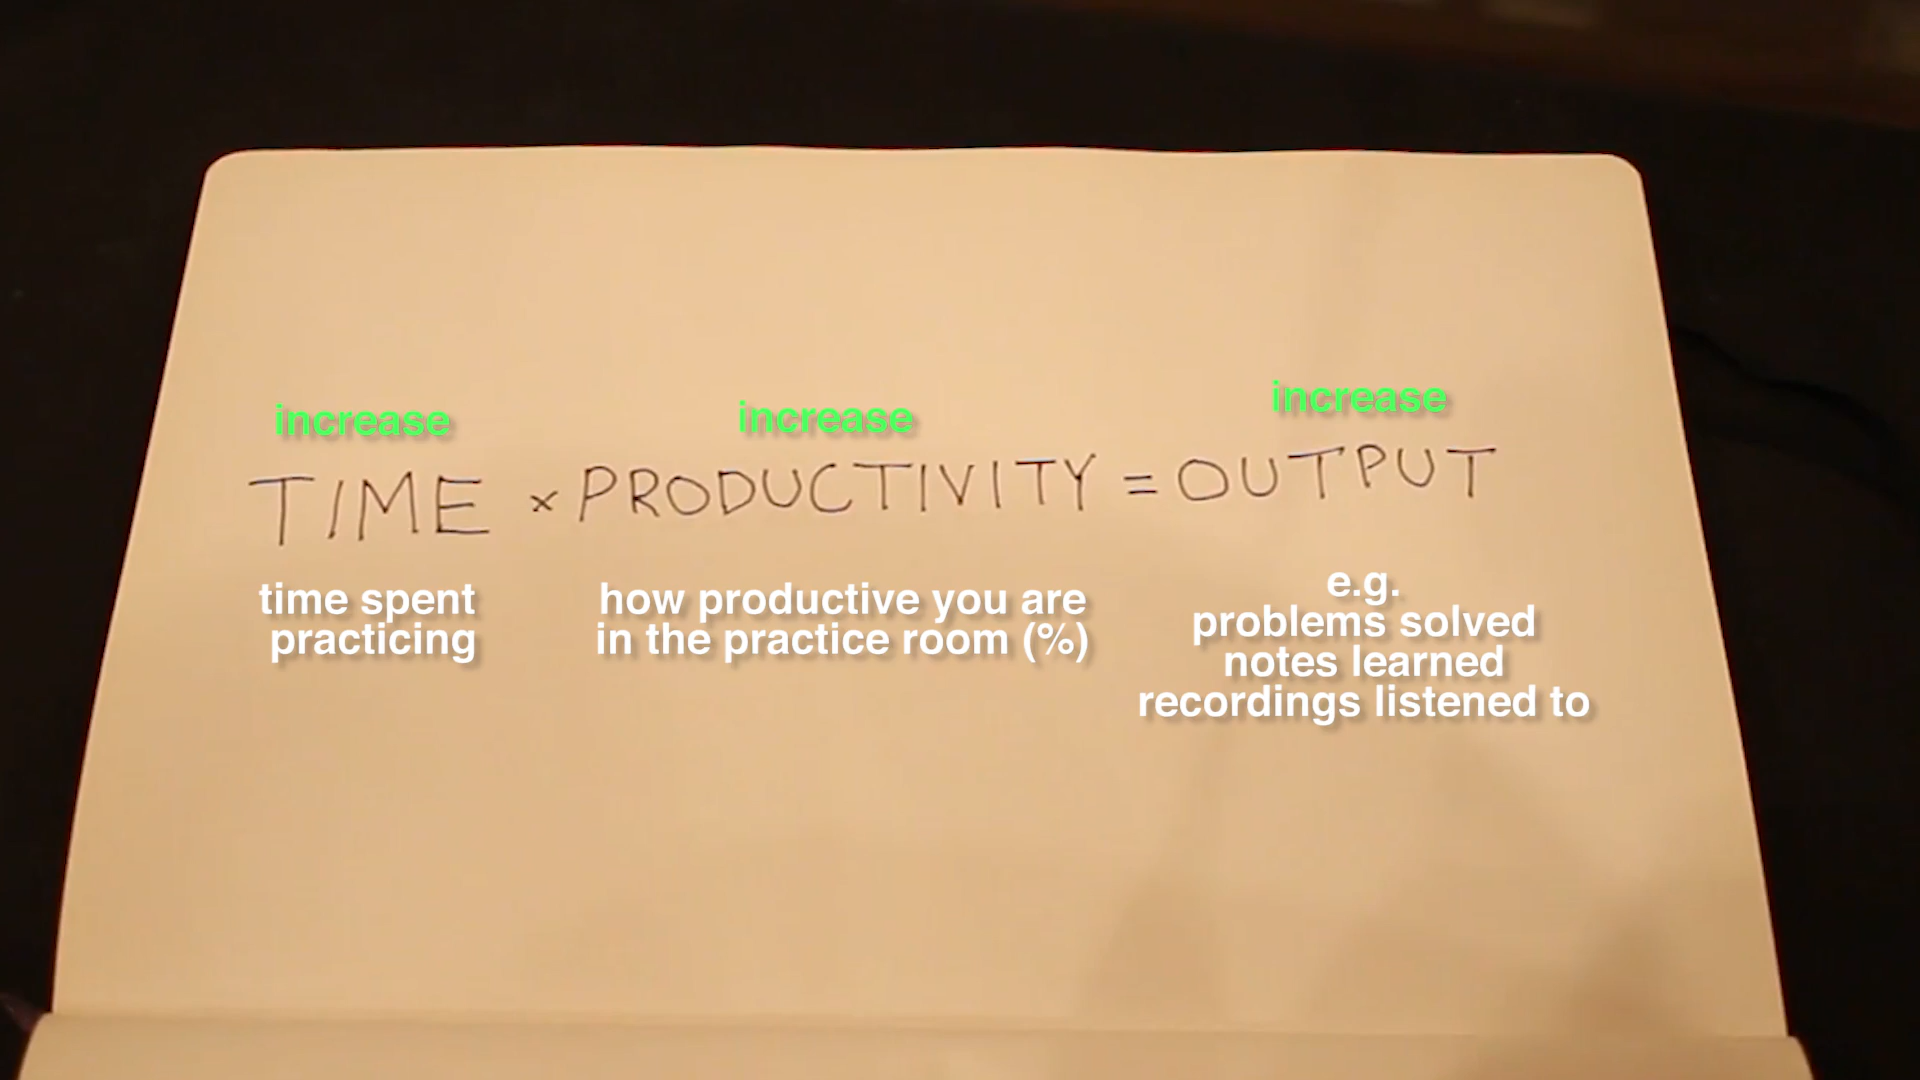 increase increase increase
TIME × PRODUCTIVITY = OUTPUT
time spent
practicing
how productive you are
in the practice room (%)
e.g.
problems solved
notes learned
recordings listened to